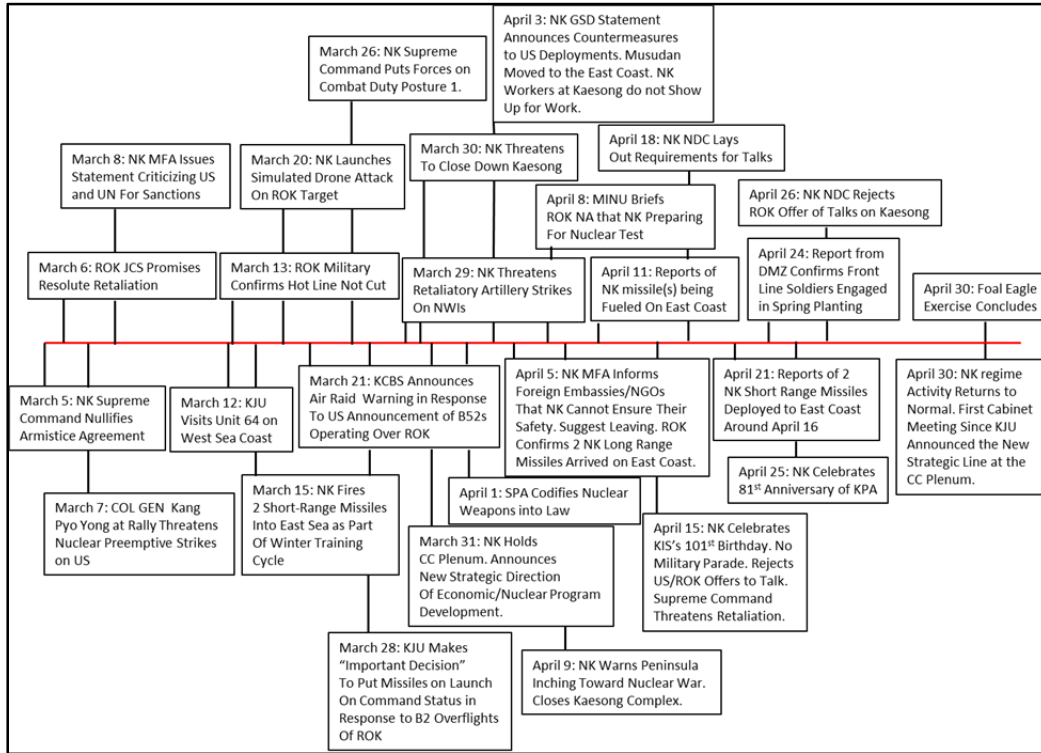 April 3: NK GSD Statement
Announces Countermeasures
to US Deployments. Musudan
Moved to the East Coast. NK
Workers at Kaesong do not Show
Up for Work.
March 26: NK Supreme
Command Puts Forces on
Combat Duty Posture 1.
March 8: NK MFA Issues
Statement Criticizing US
and UN For Sanctions
March 20: NK Launches
Simulated Drone Attack
On ROK Target
March 30: NK Threatens
To Close Down Kaesong
April 18: NK NDC Lays
Out Requirements for Talks
April 8: MINU Briefs
ROK NA that NK Preparing
For Nuclear Test
April 26: NK NDC Rejects
ROK Offer of Talks on Kaesong
March 6: ROK JCS Promises
Resolute Retaliation
March 13: ROK Military
Confirms Hot Line Not Cut
March 29: NK Threatens
Retaliatory Artillery Strikes
On NWIs
April 11: Reports of
NK missile(s) being
Fueled On East Coast
April 24: Report from
DMZ Confirms Front
Line Soldiers Engaged
in Spring Planting
April 30: Foal Eagle
Exercise Concludes
March 5: NK Supreme
Command Nullifies
Armistice Agreement
March 12: KJU
Visits Unit 64 on
West Sea Coast
March 21: KCBS Announces
Air Raid Warning in Response
To US Announcement of B52s
Operating Over ROK
April 5: NK MFA Informs
Foreign Embassies/NGOs
That NK Cannot Ensure Their
Safety. Suggest Leaving. ROK
Confirms 2 NK Long Range
Missiles Arrived on East Coast.
April 21: Reports of 2
NK Short Range Missiles
Deployed to East Coast
Around April 16
April 30: NK regime
Activity Returns to
Normal. First Cabinet
Meeting Since KJU
Announced the New
Strategic Line at the
CC Plenum.
March 7: COL GEN Kang
Pyo Yong at Rally Threatens
Nuclear Preemptive Strikes
on US
March 15: NK Fires
2 Short-Range Missiles
Into East Sea as Part
Of Winter Training
Cycle
April 1: SPA Codifies Nuclear
Weapons into Law
April 25: NK Celebrates
81st Anniversary of KPA
March 31: NK Holds
CC Plenum. Announces
New Strategic Direction
Of Economic/Nuclear Program
Development.
April 15: NK Celebrates
KIS's 101st Birthday. No
Military Parade. Rejects
US/ROK Offers to Talk.
Supreme Command
Threatens Retaliation.
March 28: KJU Makes
“Important Decision”
To Put Missiles on Launch
On Command Status in
Response to B2 Overflights
Of ROK
April 9: NK Warns Peninsula
Inching Toward Nuclear War.
Closes Kaesong Complex.